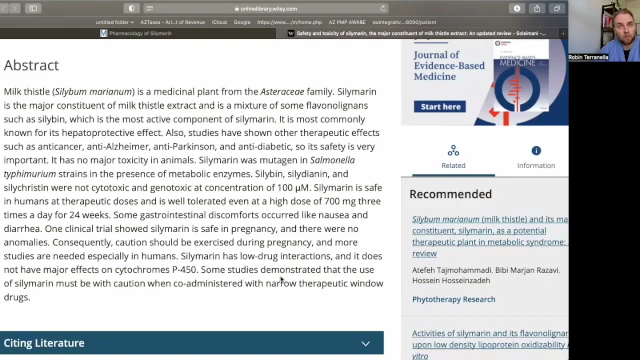 onlinelibrary.wiley.com
untitled folder
AZTaxes - Ari...t of Revenue
iCloud
Google
AZ PMP AWARE
Pharmacology of Silymarin
Safety and toxicity of silymarin, the major constituent of milk thistle extract: An updated review - Soleimani
Robin Terranella
Abstract
Milk thistle (Silybum marianum) is a medicinal plant from the Asteraceae family. Silymarin
is the major constituent of milk thistle extract and is a mixture of some flavonolignans
such as silybin, which is the most active component of silymarin. It is most commonly
known for its hepatoprotective effect. Also, studies have shown other therapeutic effects
such as anticancer, anti-Alzheimer, anti-Parkinson, and anti-diabetic, so its safety is very
important. It has no major toxicity in animals. Silymarin was mutagen in Salmonella
typhimurium strains in the presence of metabolic enzymes. Silybin, silydianin, and
silychristin were not cytotoxic and genotoxic at concentration of 100 μM. Silymarin is safe
in humans at therapeutic doses and is well tolerated even at a high dose of 700 mg three
times a day for 24 weeks. Some gastrointestinal discomforts occurred like nausea and
diarrhea. One clinical trial showed silymarin is safe in pregnancy, and there were no
anomalies. Consequently, caution should be exercised during pregnancy, and more
studies are needed especially in humans. Silymarin has low-drug interactions, and it does
not have major effects on cytochromes P-450. Some studies demonstrated that the use
of silymarin must be with caution when co-administered with narrow therapeutic window
drugs.
Citing Literature
Journal of
Evidence-Based
Medicine
Start here
Related
Information
Recommended
Silybum marianum (milk thistle) and its ma
constituent, silymarin, as a potential
therapeutic plant in metabolic syndrome:
review
Atefeh Tajmohammadi, Bibi Marjan Razavi,
Hossein Hosseinzadeh
Phytotherapy Research
Activities of silymarin and its flavonolignan
upon low density lipoprotein oxidizability
vitro